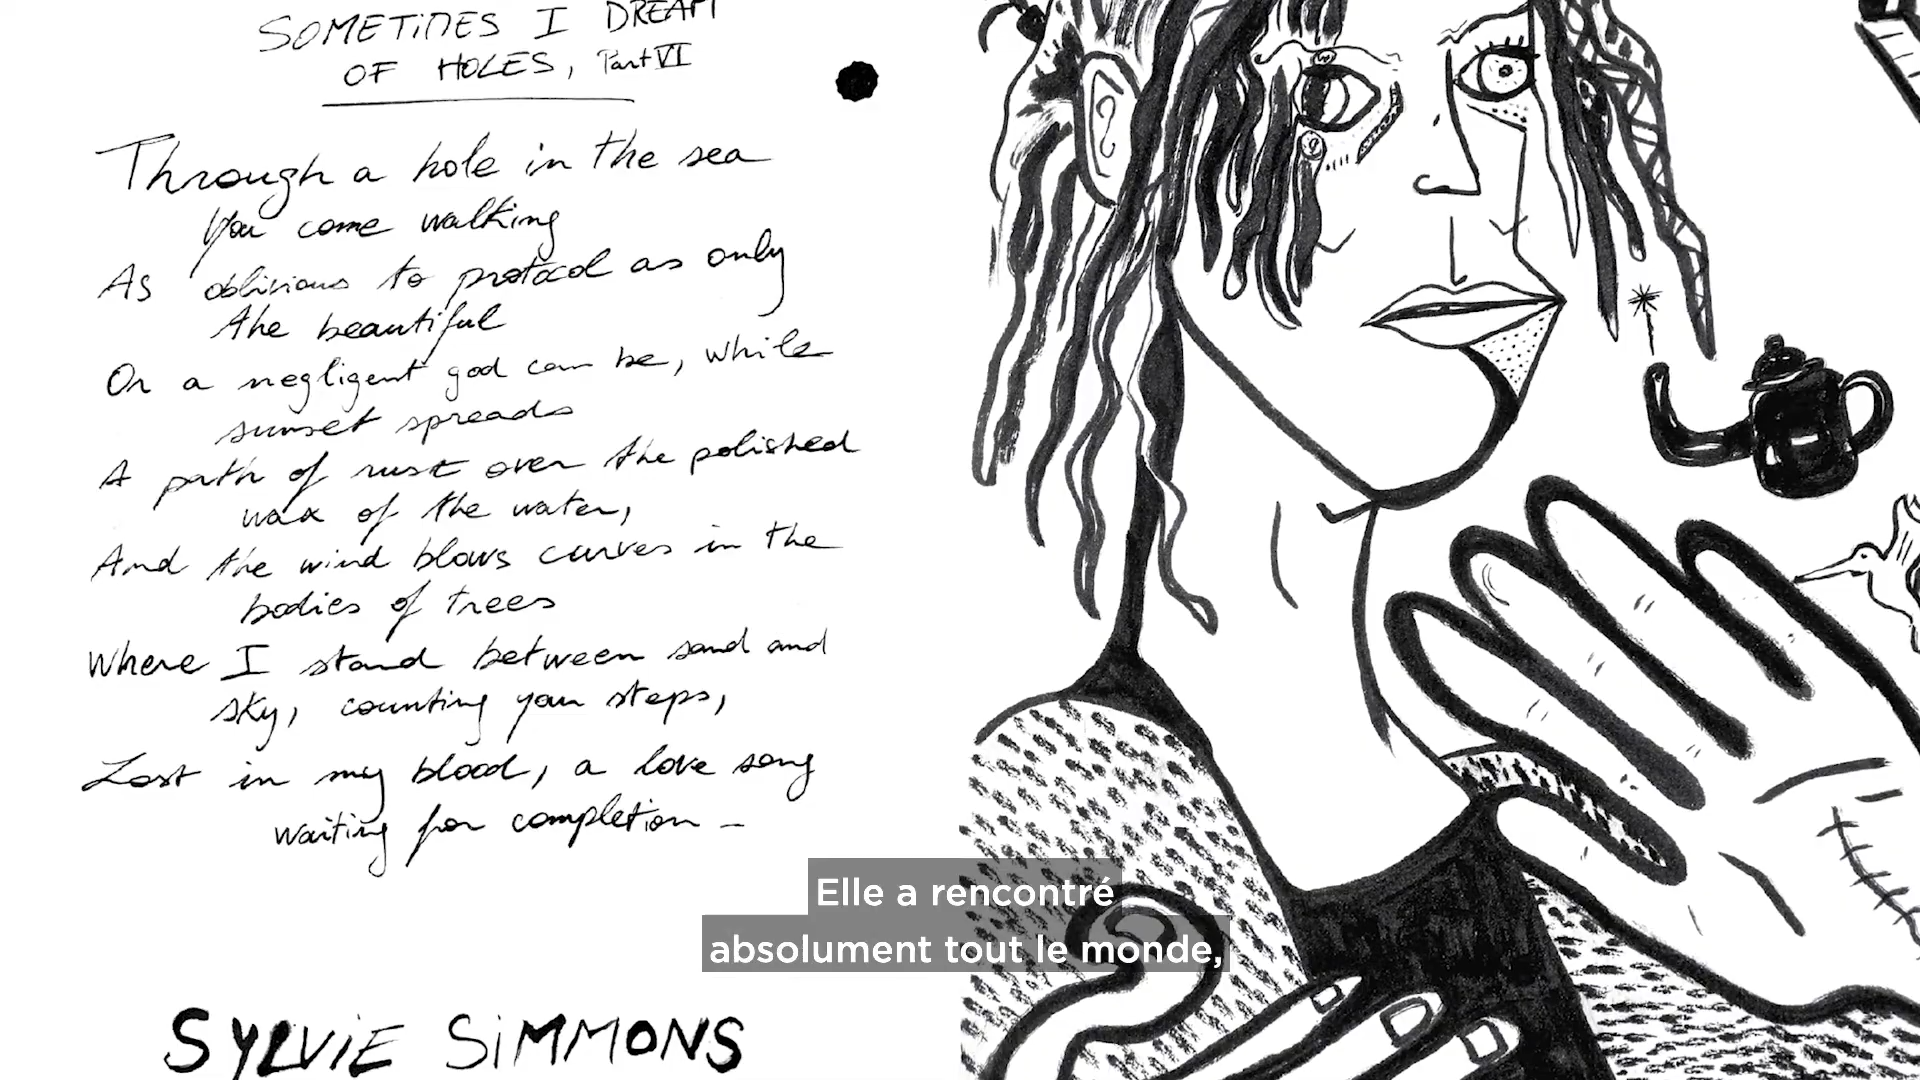 SOMETIMES I DREAM
OF HOLES, Part VI
Through a hole in the sea
You come walking
As oblivious to protocol as only
the beautiful
Or a negligent god can be, while
sunset spreads
A path of rust over the polished
wax of the water,
And the wind blows curves in the
bodies of trees
Where I stand between sand and
sky, counting your steps,
Lost in my blood, a love song
waiting for completion –
Elle a rencontré
absolument tout le monde,
SYLVIE SiMMONS